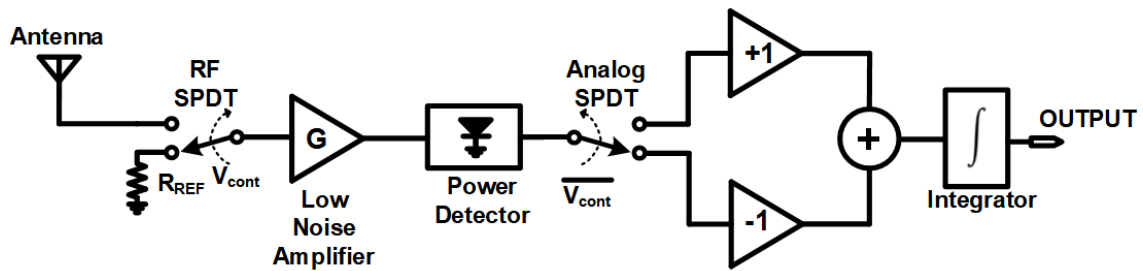 Antenna
RF
SPDT
R_REF
V_cont
G
Low
Noise
Amplifier
Power
Detector
Analog
SPDT
V_cont
+1
-1
+
∫
Integrator
OUTPUT